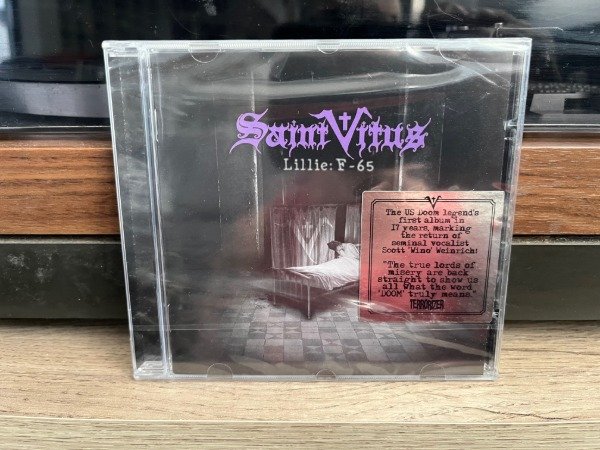 Saint Vitus
Lillie: F-65
The US Doom legend's
first album in
17 years, marking
the return of
seminal vocalist
Scott 'Wino' Weinrich!
"The true lords of
misery are back
straight to show us
all what the word
'DOOM' truly means."
TERRORIZER